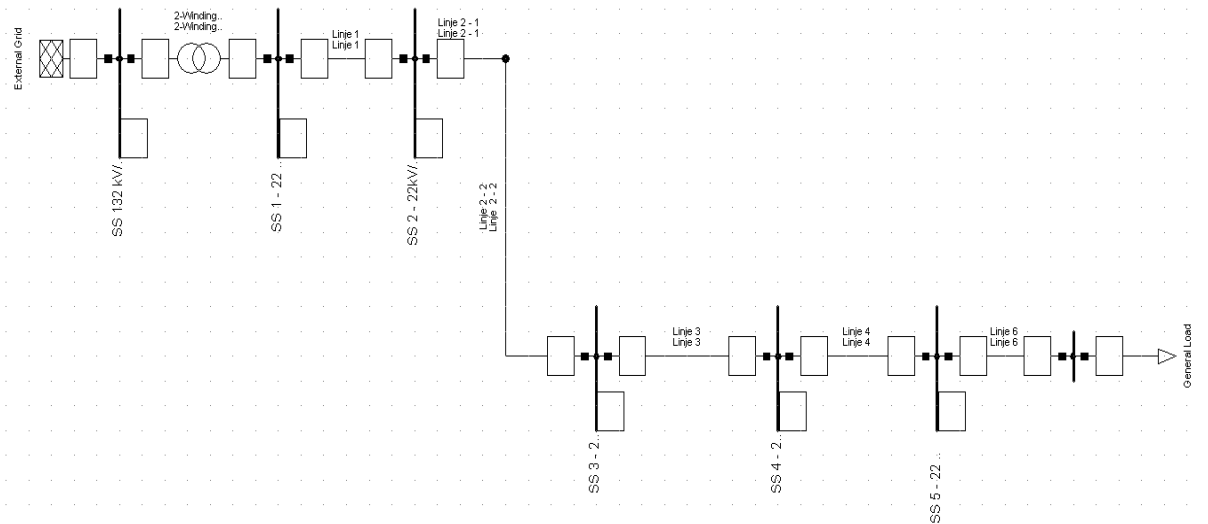 External Grid
2-Winding..
2-Winding..
Linje 1
Linje 1
Linje 2 - 1
Linje 2 - 1
SS 132 kV/.
SS 1 - 22 ..
SS 2 - 22kV/.
Linje 2 - 2
Linje 2 - 2
Linje 3
Linje 3
Linje 4
Linje 4
Linje 6
Linje 6
General Load
SS 3 - 2..
SS 4 - 2..
SS 5 - 22 ..